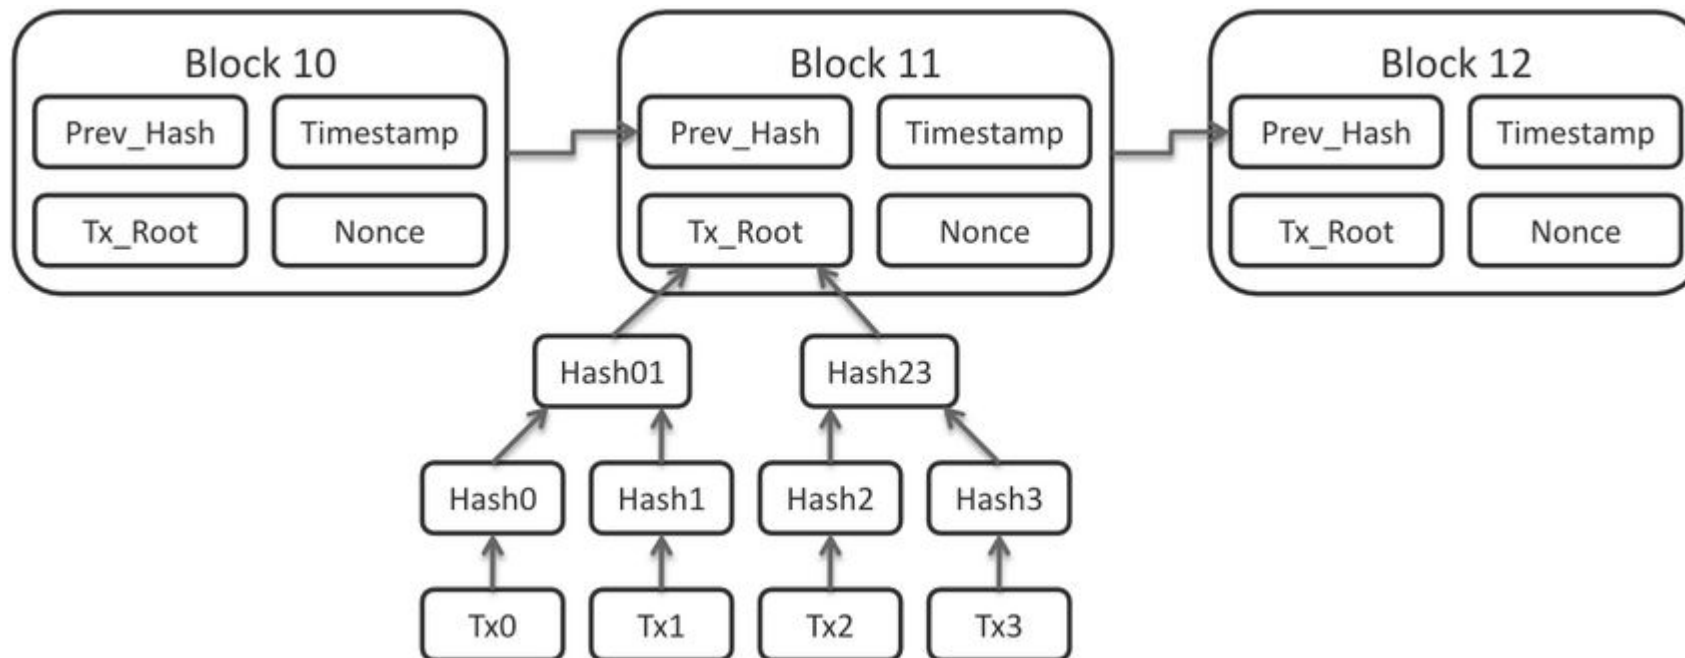 Block 10
Block 11
Block 12
Prev_Hash
Timestamp
Prev_Hash
Timestamp
Prev_Hash
Timestamp
Tx_Root
Nonce
Tx_Root
Nonce
Tx_Root
Nonce
Hash01
Hash23
Hash0
Hash1
Hash2
Hash3
Tx0
Tx1
Tx2
Tx3